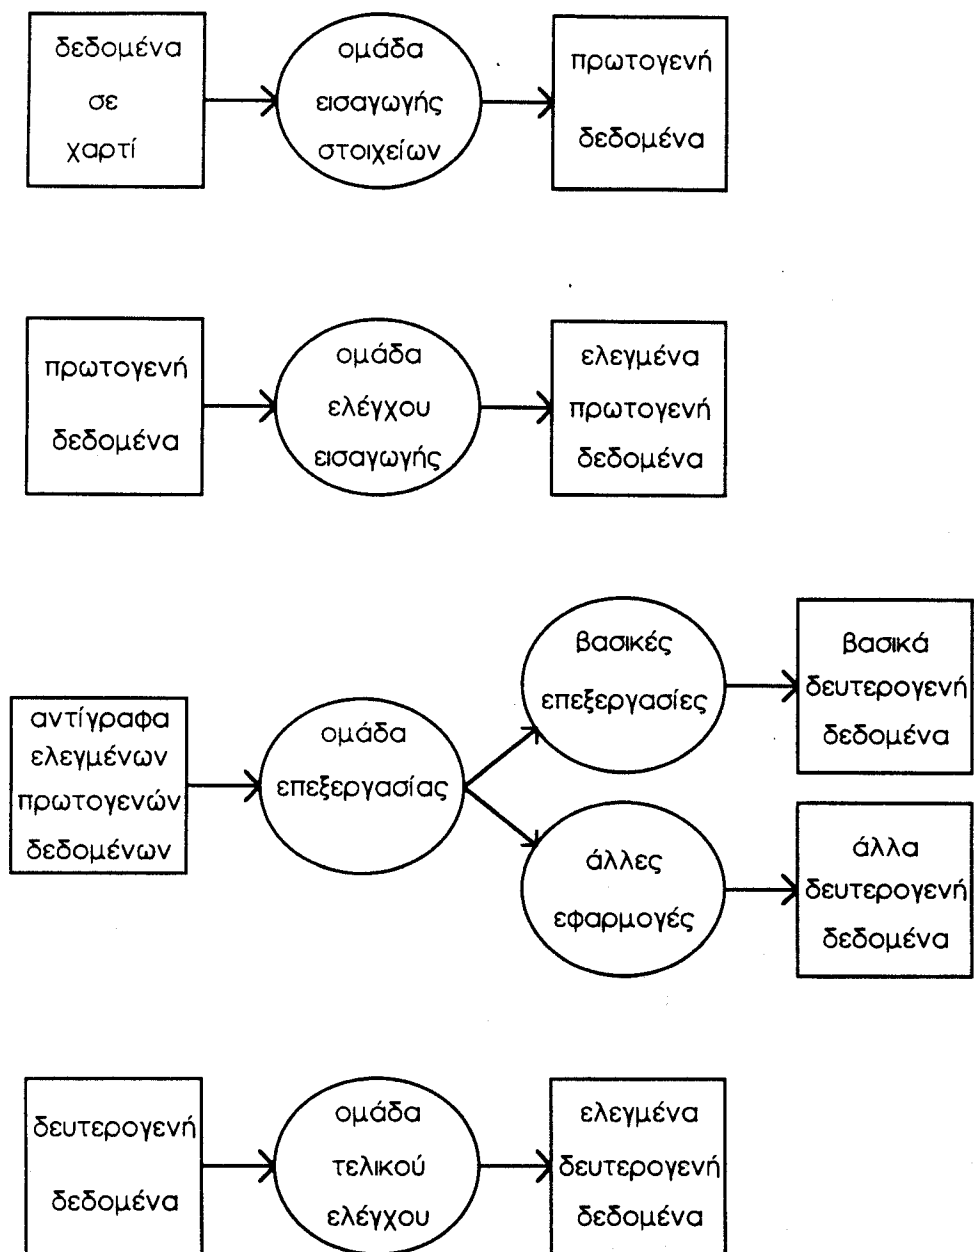 δεδομένα
σε
χαρτί
ομάδα
εισαγωγής
στοιχείων
πρωτογενή
δεδομένα
πρωτογενή
δεδομένα
ομάδα
ελέγχου
εισαγωγής
ελεγμένα
πρωτογενή
δεδομένα
αντίγραφα
ελεγμένων
πρωτογενών
δεδομένων
ομάδα
επεξεργασίας
βασικές
επεξεργασίες
βασικά
δευτερογενή
δεδομένα
άλλες
εφαρμογές
άλλα
δευτερογενή
δεδομένα
δευτερογενή
δεδομένα
ομάδα
τελικού
ελέγχου
ελεγμένα
δευτερογενή
δεδομένα